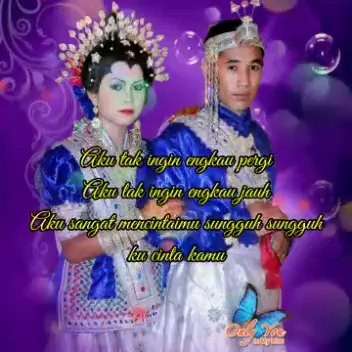 Aku tak ingin engkau pergi
Aku tak ingin engkau jauh
Aku sangat mencintaimu sungguh sungguh
ku cinta kamu
Only You